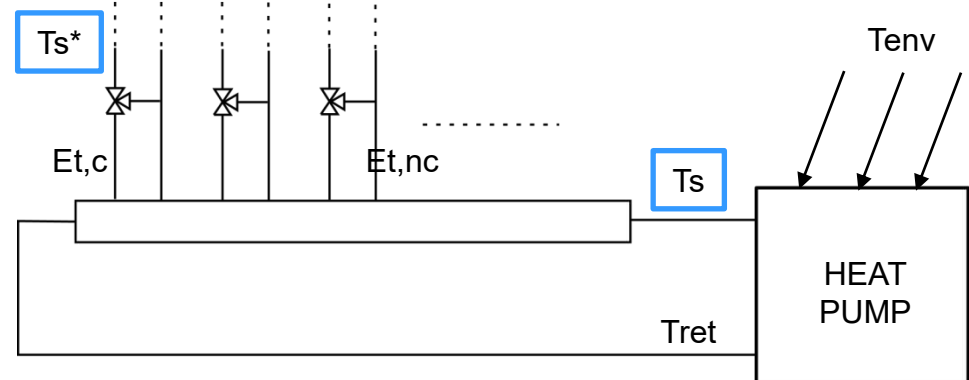 Ts*
Tenv
Et,c
Et,nc
Ts
HEAT
PUMP
Tret